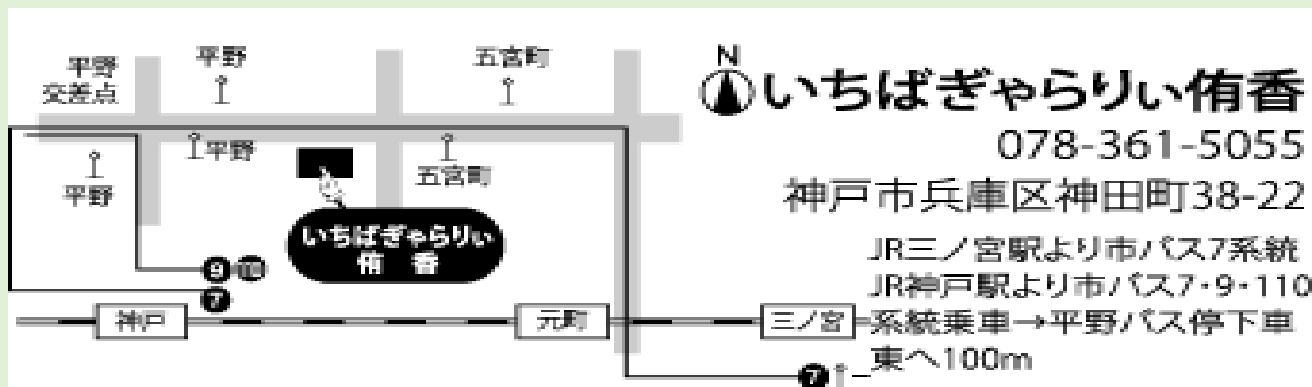 平野
交差点
平野
五宮町
平野
平野
五宮町
いちばぎゃらりぃ
侑香
9
110
7
神戸
元町
三ノ宮
7
N
いちばぎゃらりぃ侑香
078-361-5055
神戸市兵庫区神田町38-22
JR三ノ宮駅より市バス7系統
JR神戸駅より市バス7・9・110
系統乗車→平野バス停下車
東へ100m